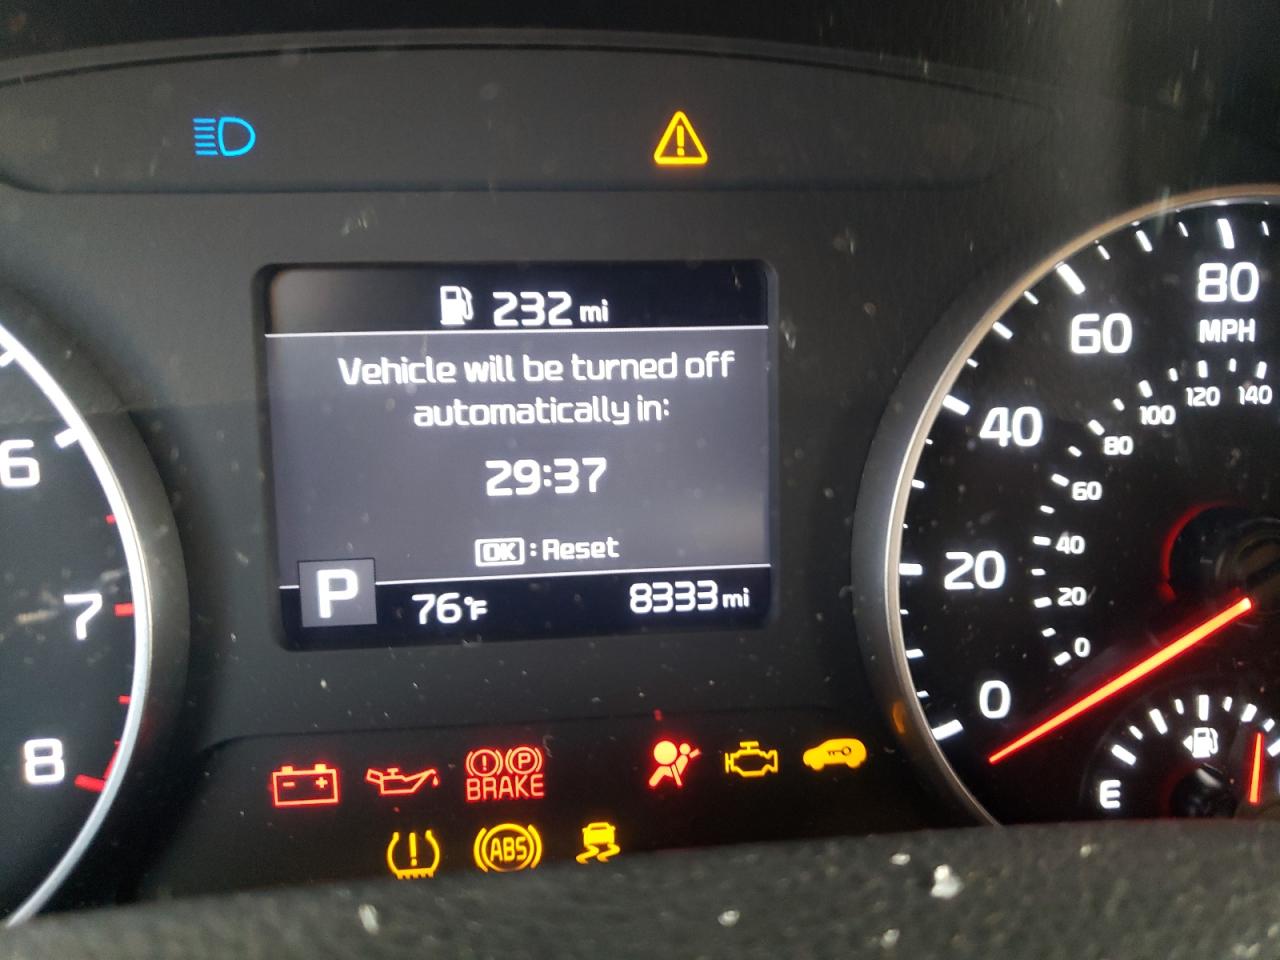 232 mi
Vehicle will be turned off
automatically in:
29:37
OK : Reset
P
76°F
8333 mi
6
7
8
80
MPH
60
40
20
0
140
120
100
80
60
40
20
0
E
P
BRAKE
ABS